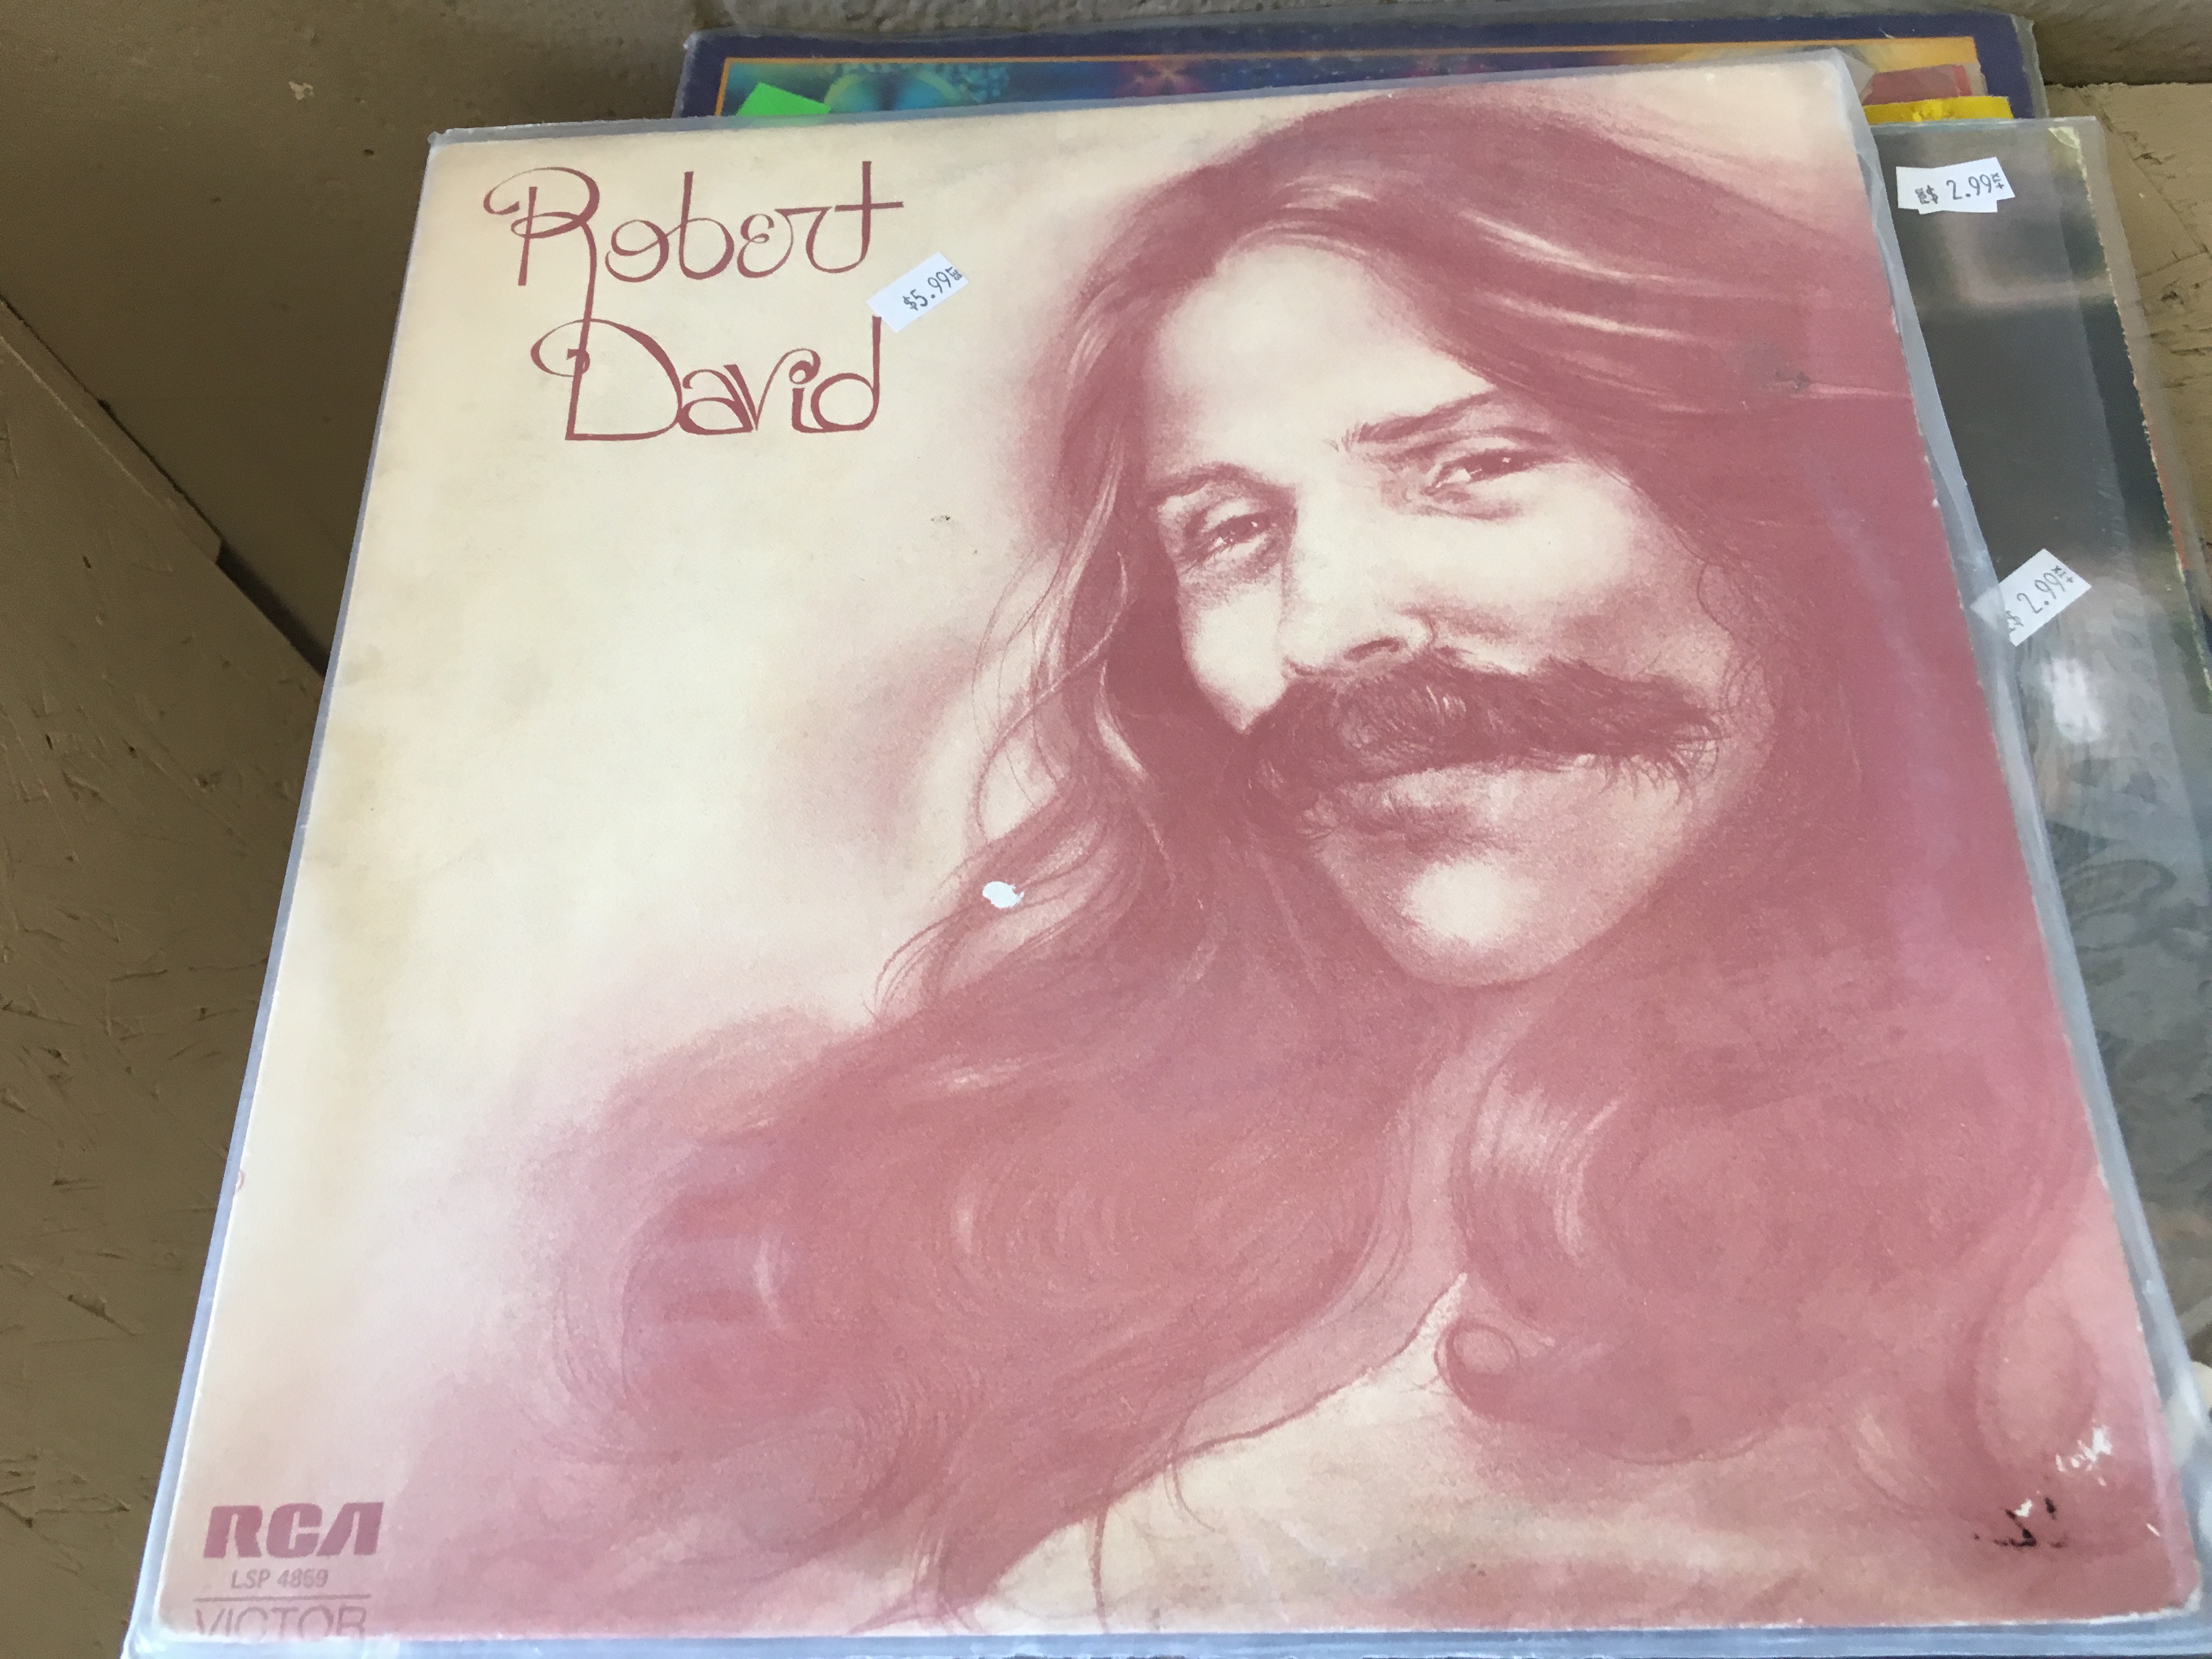 Robert
David
$5.99
$ 2.99
$ 2.99
RCA
LSP 4869
VICTOR